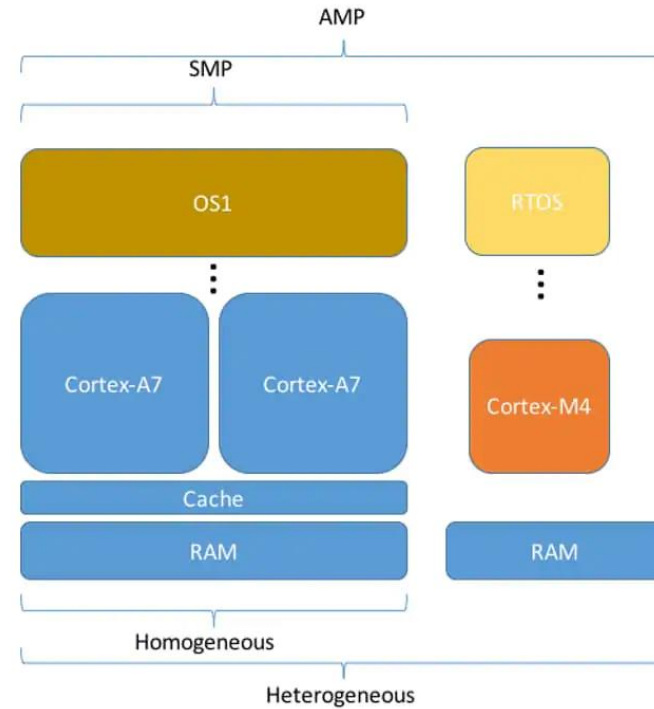 AMP
SMP
OS1
RTOS
Cortex-A7
Cortex-A7
Cortex-M4
Cache
RAM
RAM
Homogeneous
Heterogeneous